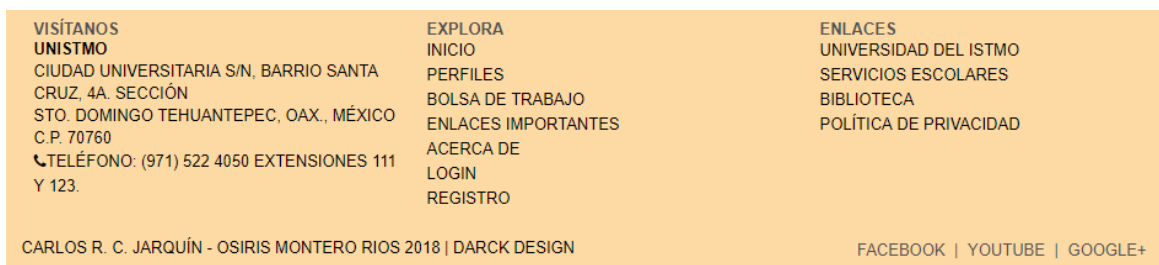 VISÍTANOS
UNISTMO
CIUDAD UNIVERSITARIA S/N, BARRIO SANTA
CRUZ, 4A. SECCIÓN
STO. DOMINGO TEHUANTEPEC, OAX., MÉXICO
C.P. 70760
TELÉFONO: (971) 522 4050 EXTENSIONES 111
Y 123.
EXPLORA
INICIO
PERFILES
BOLSA DE TRABAJO
ENLACES IMPORTANTES
ACERCA DE
LOGIN
REGISTRO
ENLACES
UNIVERSIDAD DEL ISTMO
SERVICIOS ESCOLARES
BIBLIOTECA
POLÍTICA DE PRIVACIDAD
CARLOS R. C. JARQUÍN - OSIRIS MONTERO RIOS 2018 | DARCK DESIGN
FACEBOOK | YOUTUBE | GOOGLE+